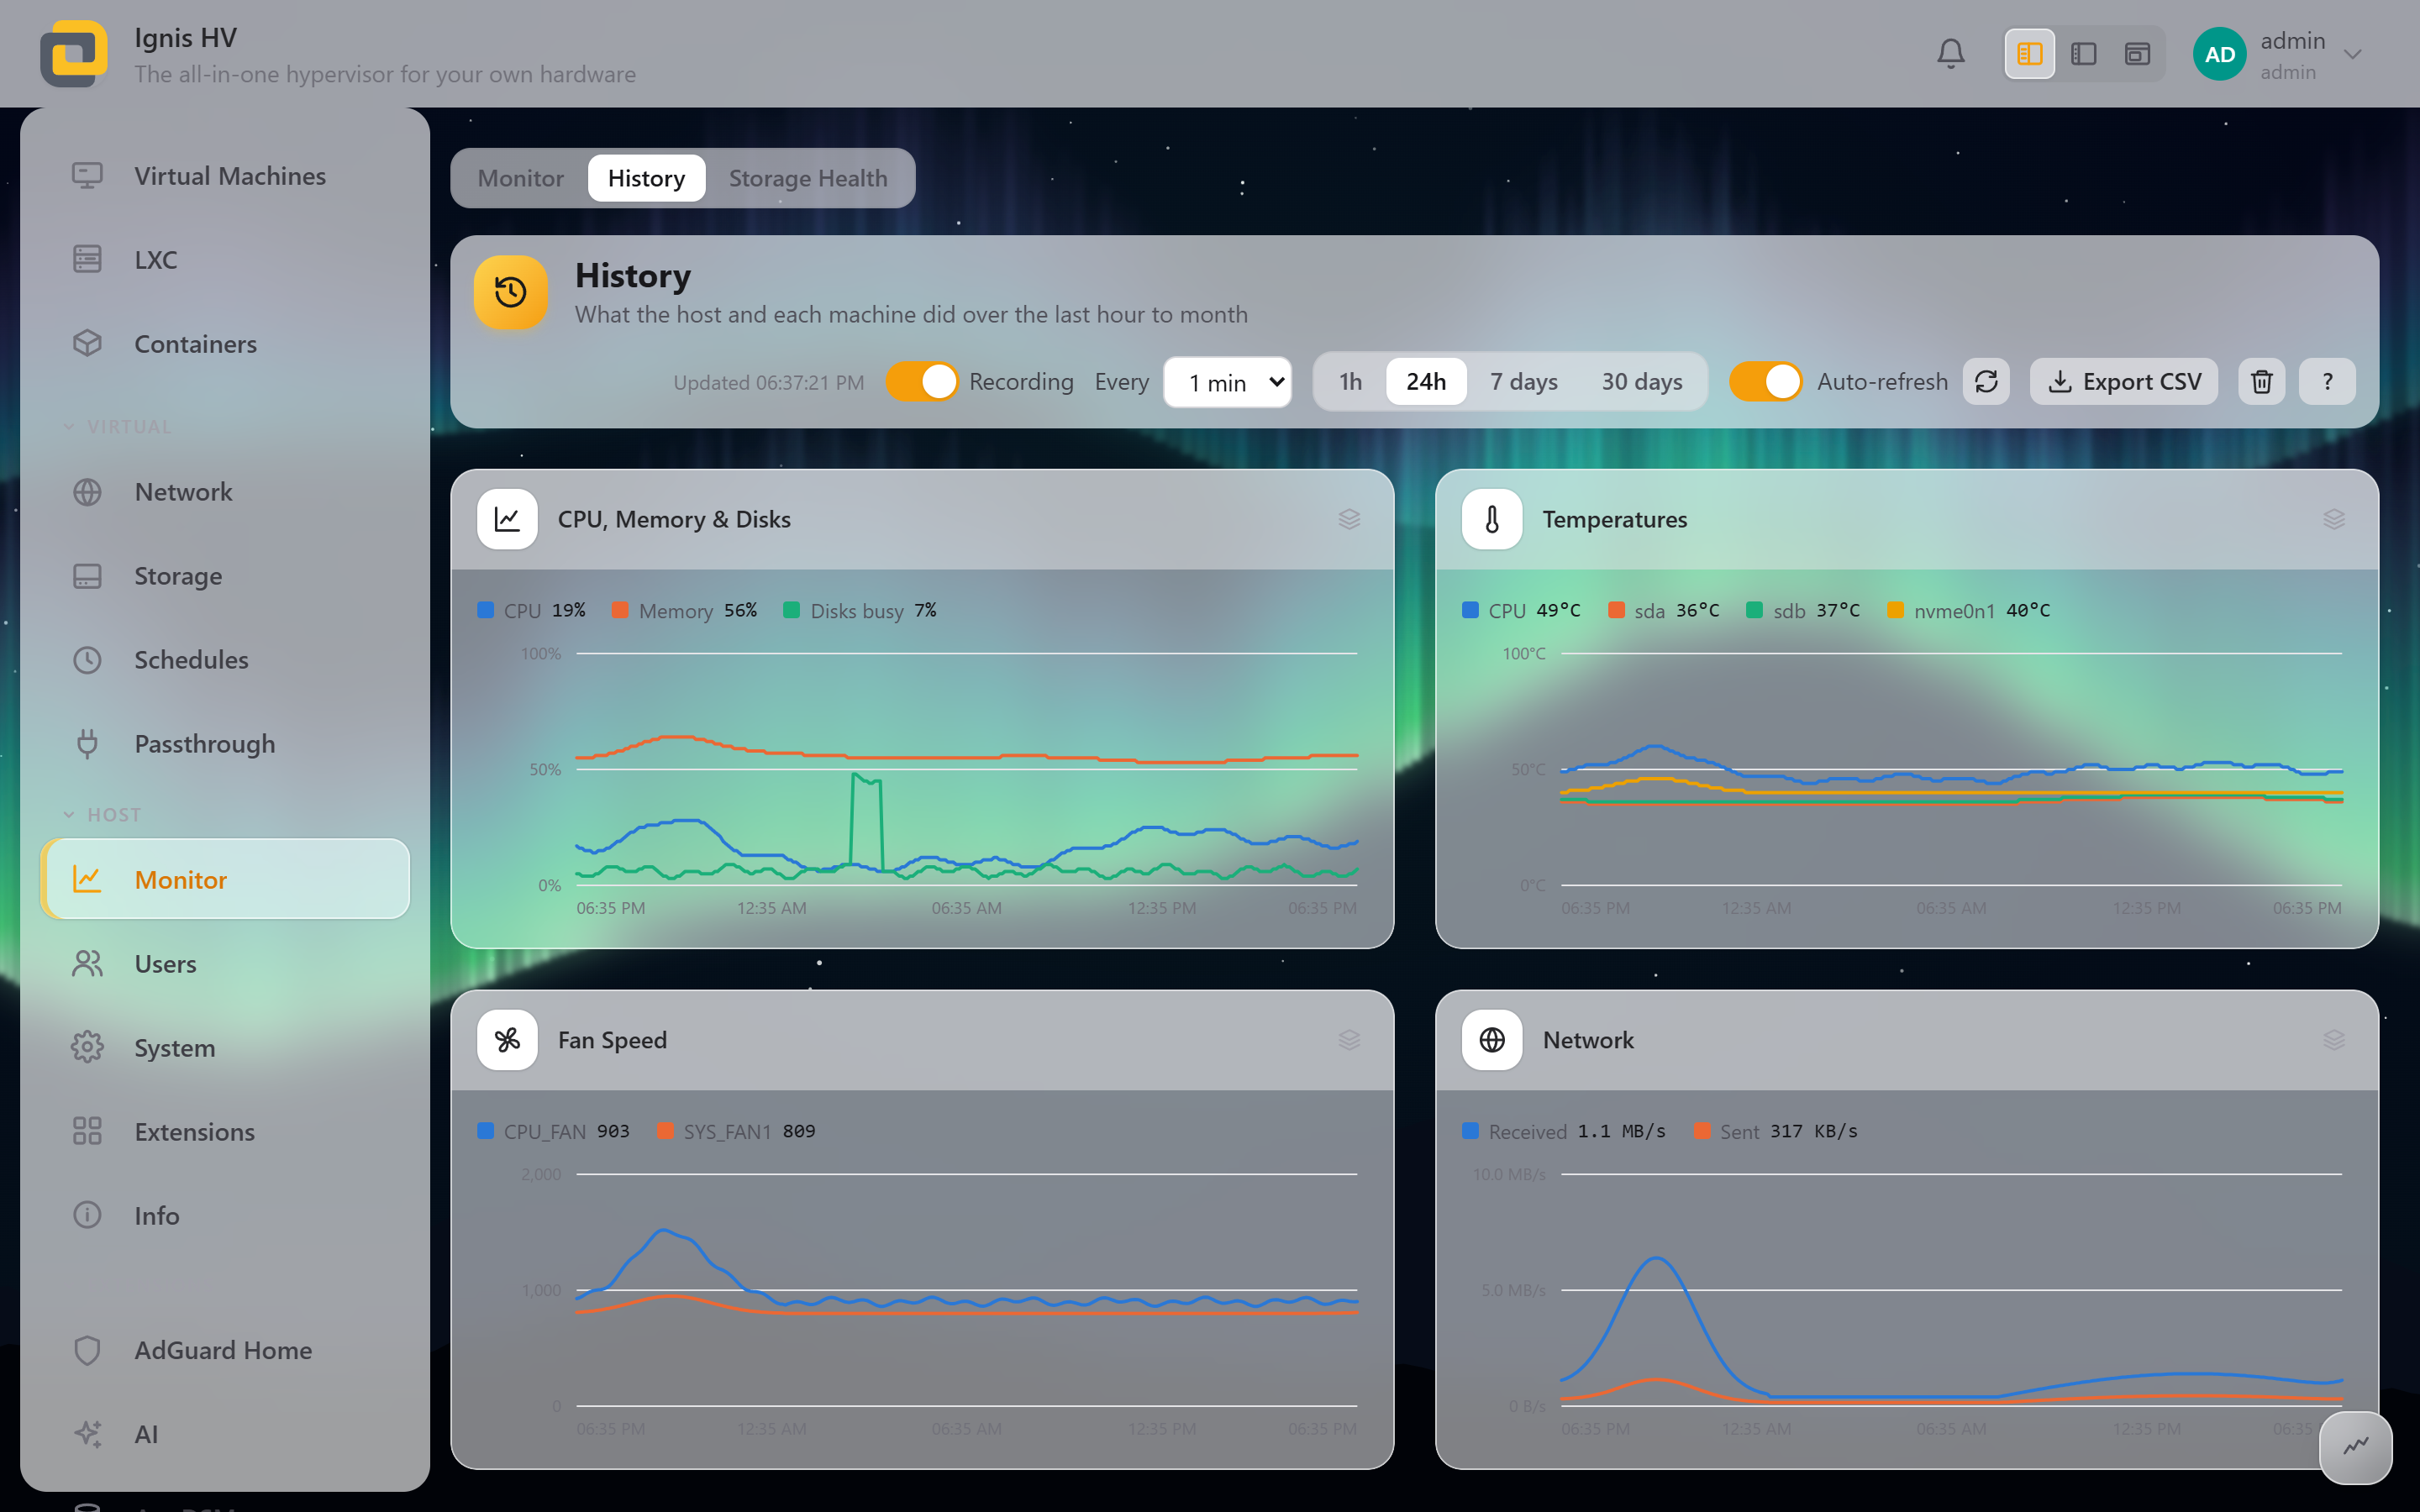 Ignis HV
The all-in-one hypervisor for your own hardware
AD
admin
admin
Virtual Machines
LXC
Containers
VIRTUAL
Network
Storage
Schedules
Passthrough
HOST
Monitor
Users
System
Extensions
Info
AdGuard Home
AI
Monitor History Storage Health
History
What the host and each machine did over the last hour to month
Updated 06:37:21 PM Recording Every 1 min 1h 24h 7 days 30 days Auto-refresh Export CSV ?
CPU, Memory & Disks
CPU 19% Memory 56% Disks busy 7%
100%
50%
0%
06:35 PM 12:35 AM 06:35 AM 12:35 PM 06:35 PM
Temperatures
CPU 49°C sda 36°C sdb 37°C nvme0n1 40°C
100°C
50°C
0°C
06:35 PM 12:35 AM 06:35 AM 12:35 PM 06:35 PM
Fan Speed
CPU_FAN 903 SYS_FAN1 809
2,000
1,000
0
06:35 PM 12:35 AM 06:35 AM 12:35 PM 06:35 PM
Network
Received 1.1 MB/s Sent 317 KB/s
10.0 MB/s
5.0 MB/s
0 B/s
06:35 PM 12:35 AM 06:35 AM 12:35 PM 06:35